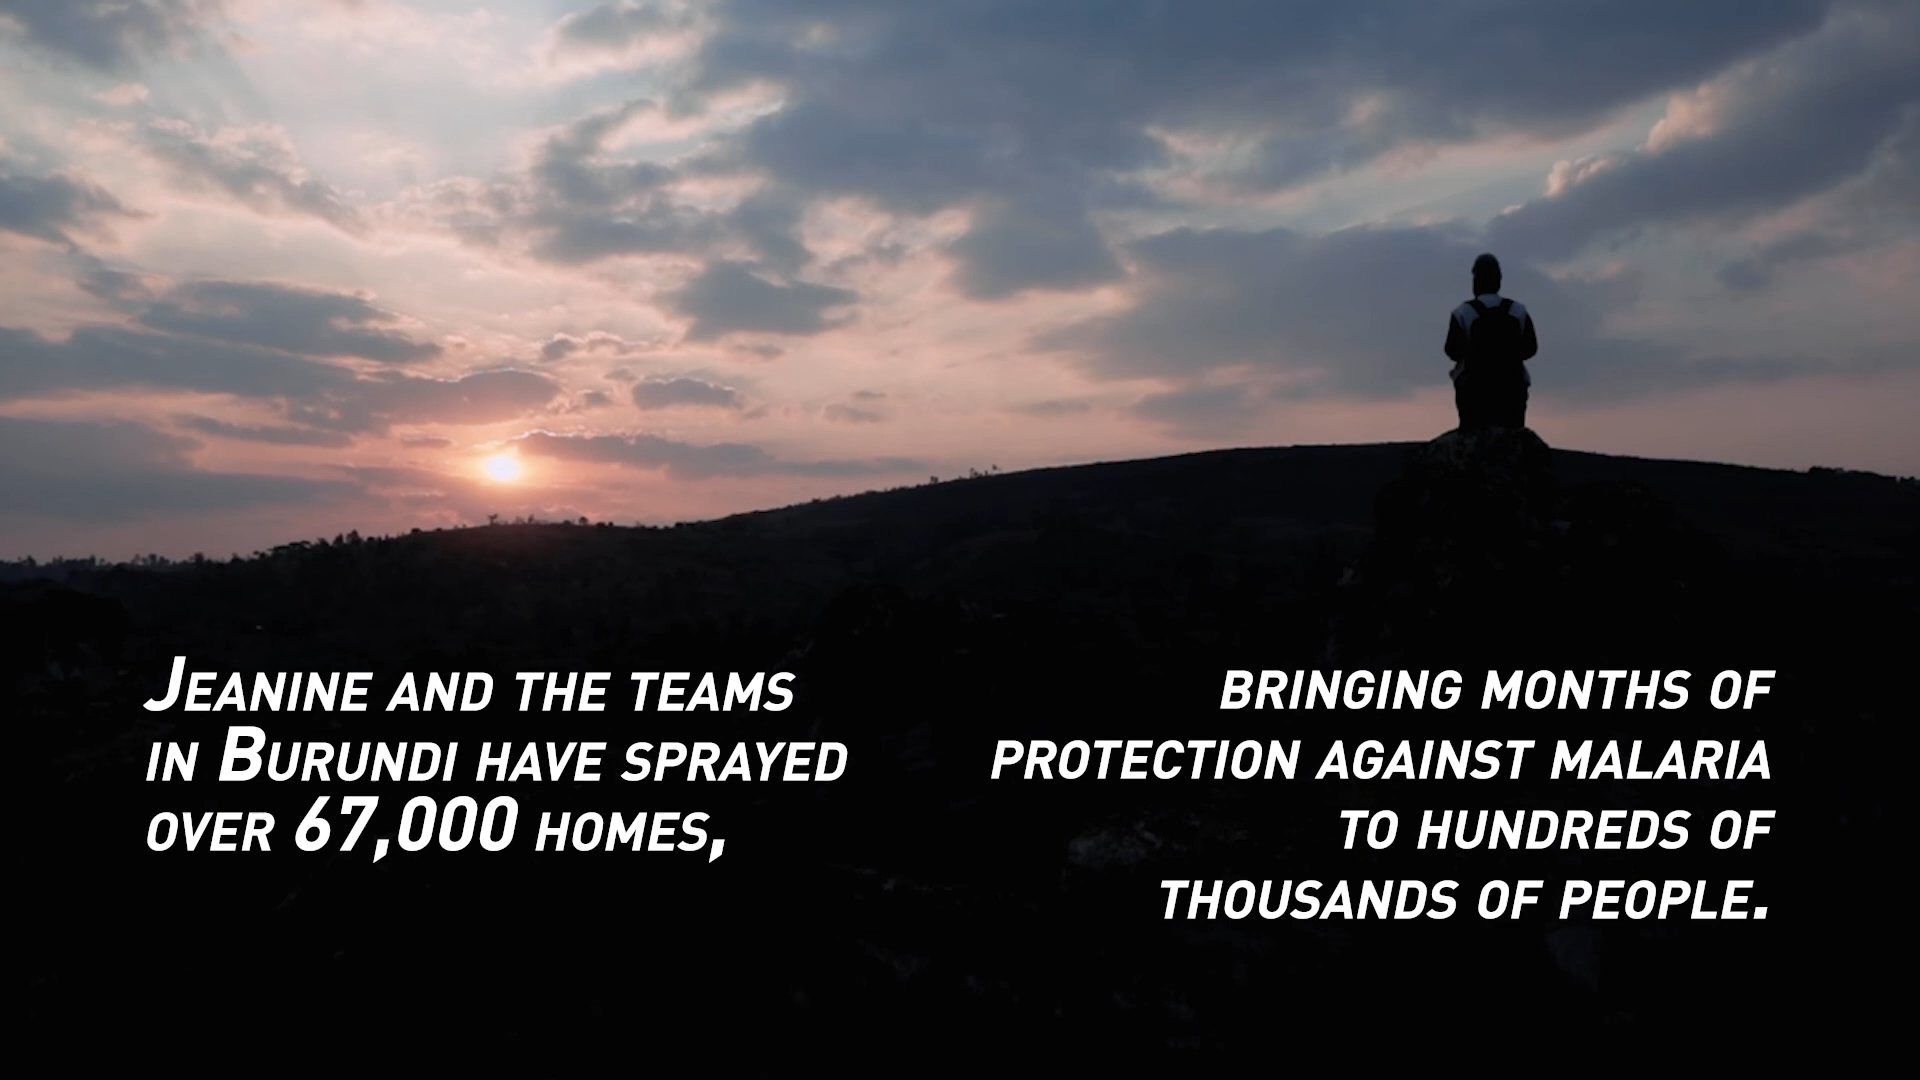 Jeanine and the teams
in Burundi have sprayed
over 67,000 homes,
bringing months of
protection against malaria
to hundreds of
thousands of people.